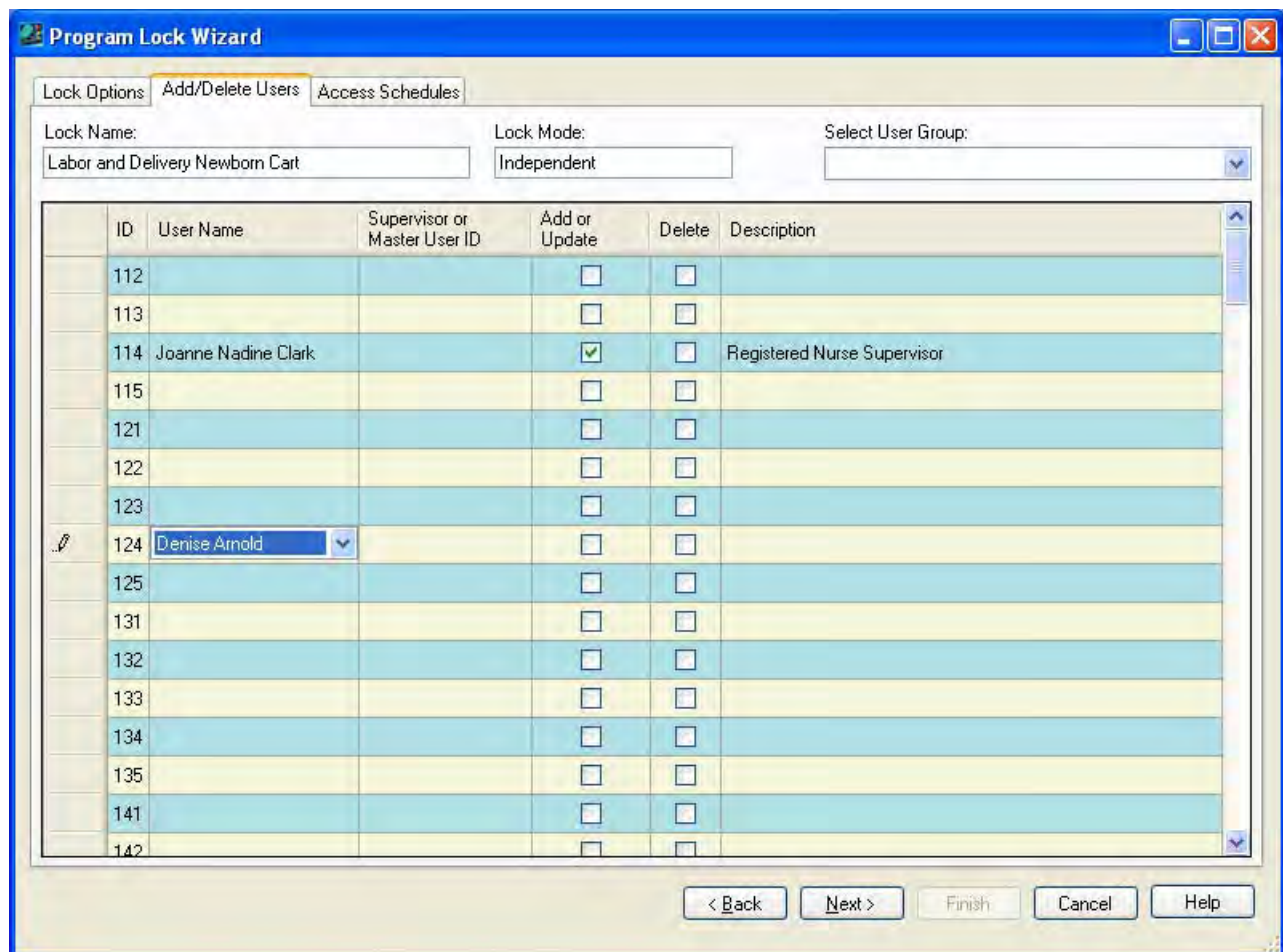 Program Lock Wizard
Lock Options Add/Delete Users Access Schedules
Lock Name: Lock Mode: Select User Group:
Labor and Delivery Newborn Cart Independent
ID User Name Supervisor or Master User ID Add or Update Delete Description
112
113
114 Joanne Nadine Clark Registered Nurse Supervisor
115
121
122
123
124 Denise Arnold
125
131
132
133
134
135
141
142
< Back Next > Finish Cancel Help